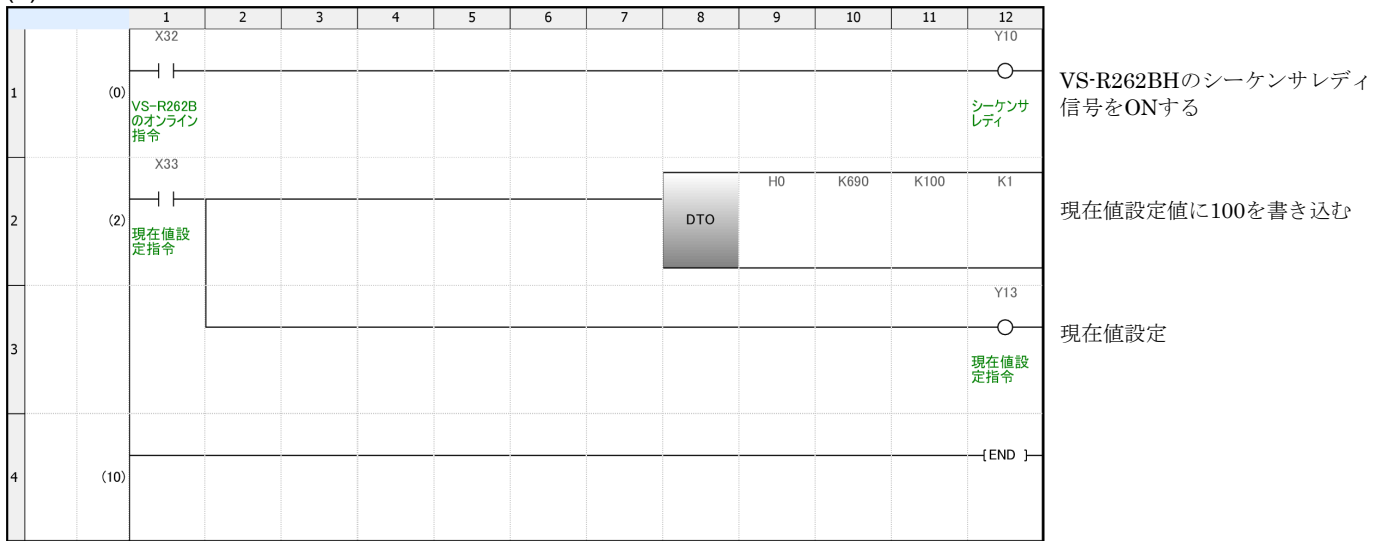 1 2 3 4 5 6 7 8 9 10 11 12
X32 Y10
1 (0)
VS-R262B
のオンライン
指令
シーケンサ
レディ
VS-R262BHのシーケンサレディ
信号をONする
X33
H0 K690 K100 K1
2 (2) DTO
現在値設
定指令
現在値設定値に100を書き込む
Y13
3
現在値設
定指令
現在値設定
4 (10) {END }